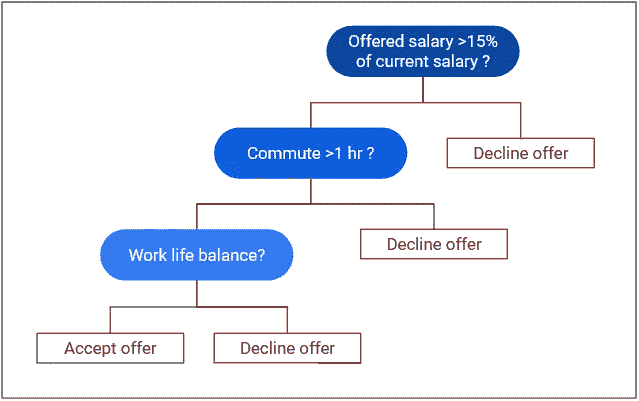 Offered salary >15%
of current salary ?
Commute >1 hr ?
Decline offer
Work life balance?
Decline offer
Accept offer
Decline offer